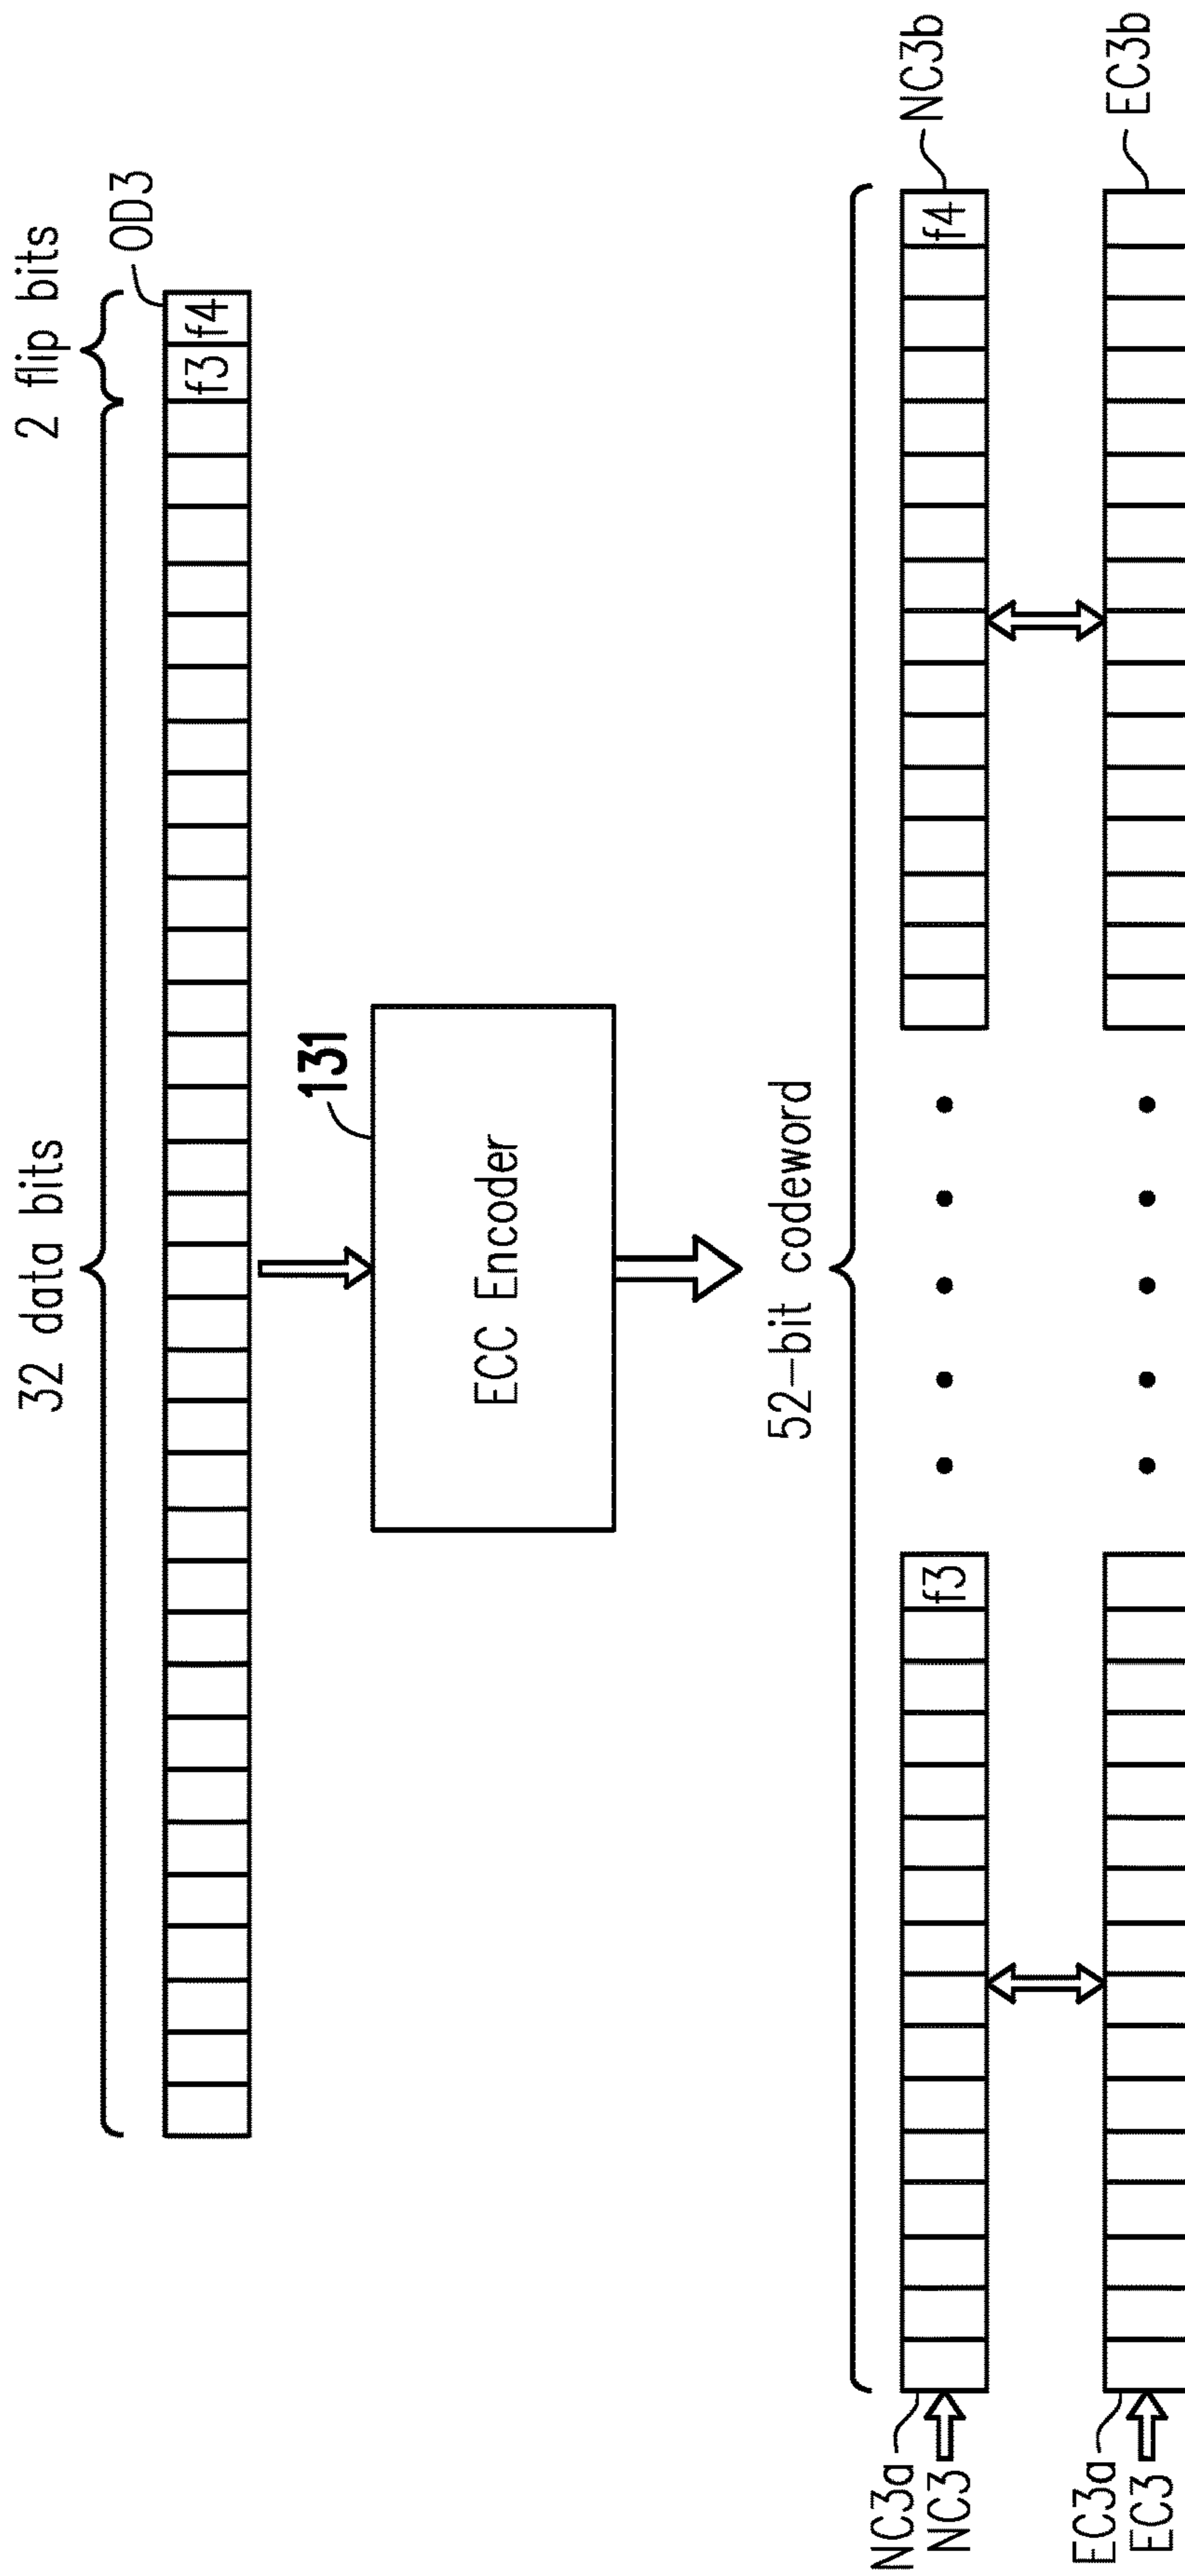 32 data bits
2 flip bits
OD3
f3
f4
131
ECC Encoder
52-bit codeword
NC3a
NC3
f3
f4
NC3b
EC3a
EC3
EC3b